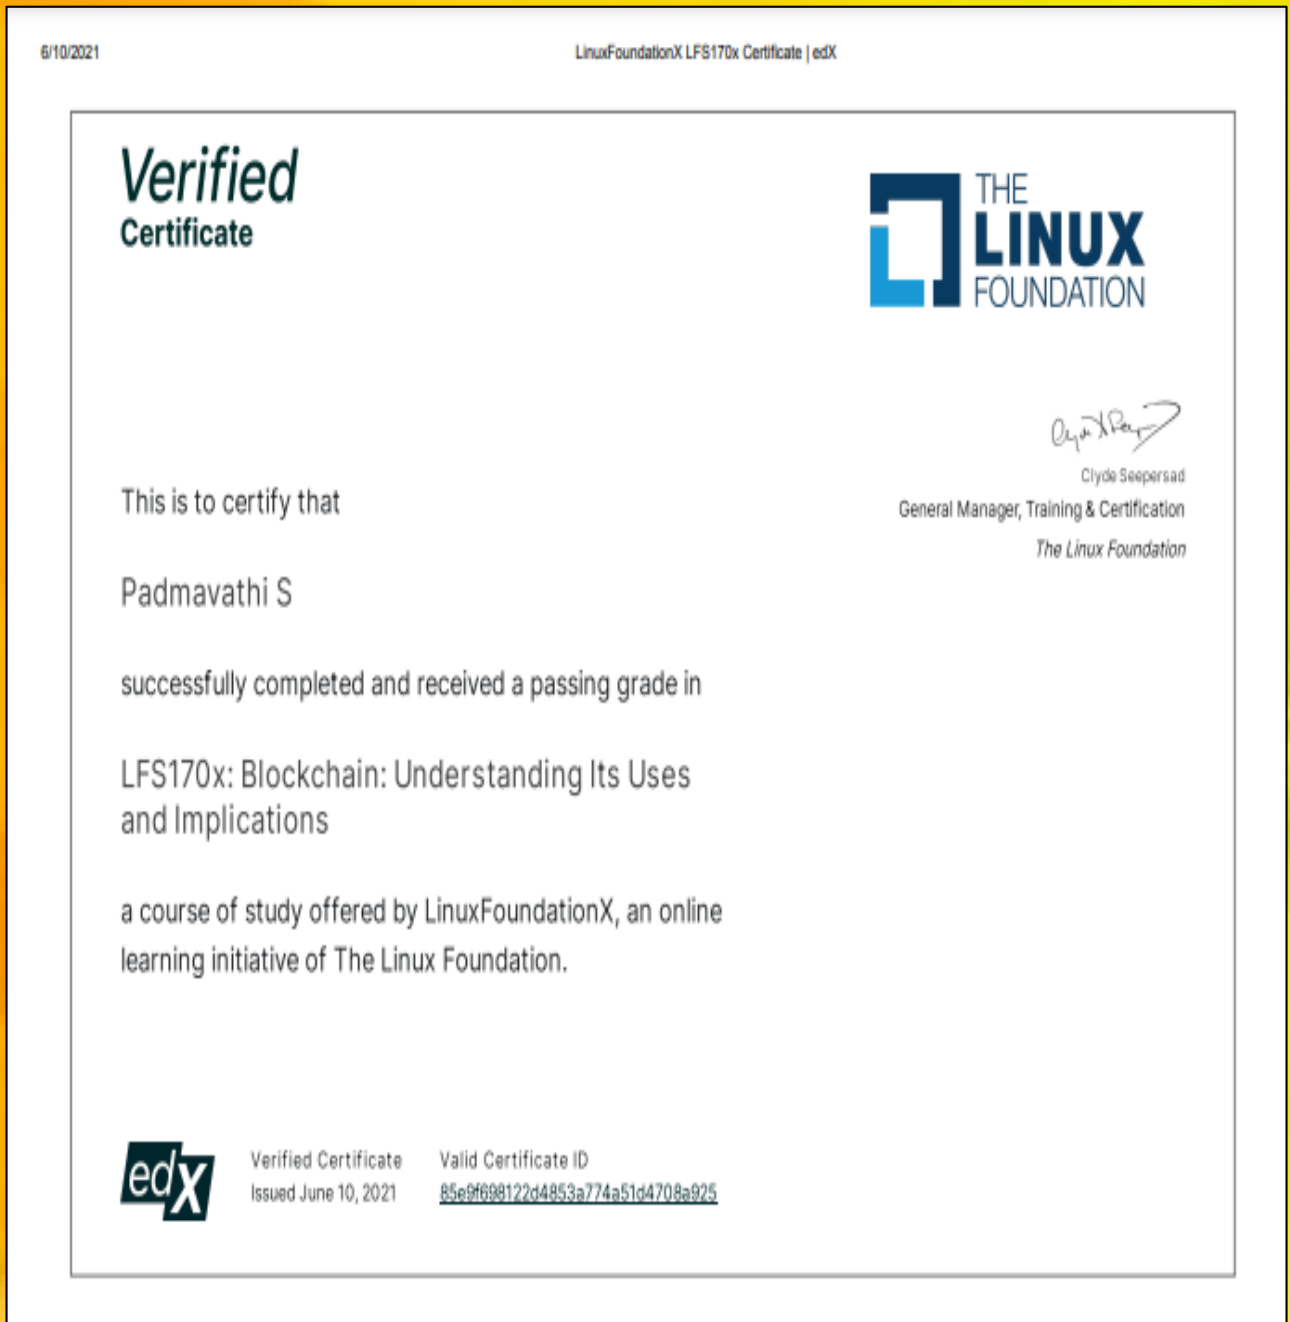 6/10/2021
LinuxFoundationX LFS170x Certificate | edX
Verified
Certificate
THE
LINUX
FOUNDATION
Clyde Seepersad
General Manager, Training & Certification
The Linux Foundation
This is to certify that
Padmavathi S
successfully completed and received a passing grade in
LFS170x: Blockchain: Understanding Its Uses
and Implications
a course of study offered by LinuxFoundationX, an online
learning initiative of The Linux Foundation.
edX
Verified Certificate
Issued June 10, 2021
Valid Certificate ID
85e9f698122d4853a774a51d4708a925